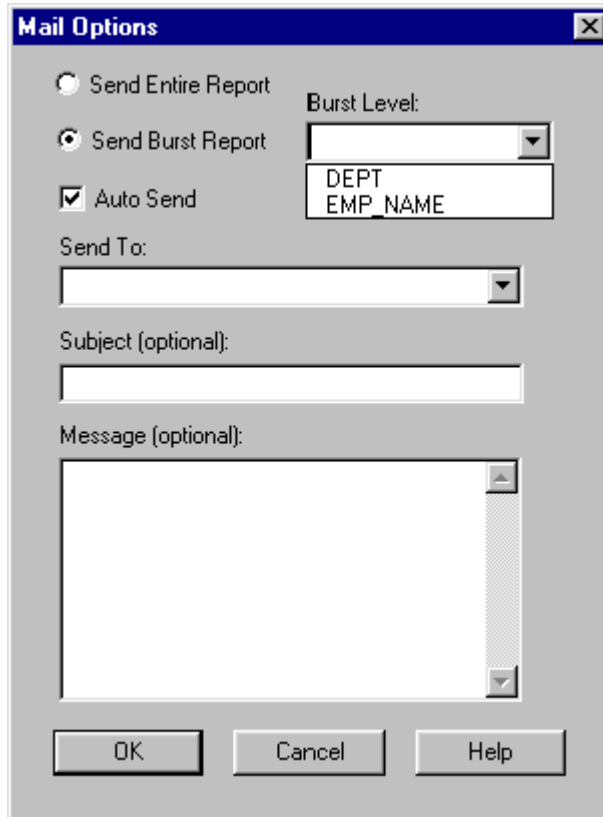 Mail Options
Send Entire Report
Burst Level:
Send Burst Report
DEPT
EMP_NAME
Auto Send
Send To:
Subject (optional):
Message (optional):
OK
Cancel
Help